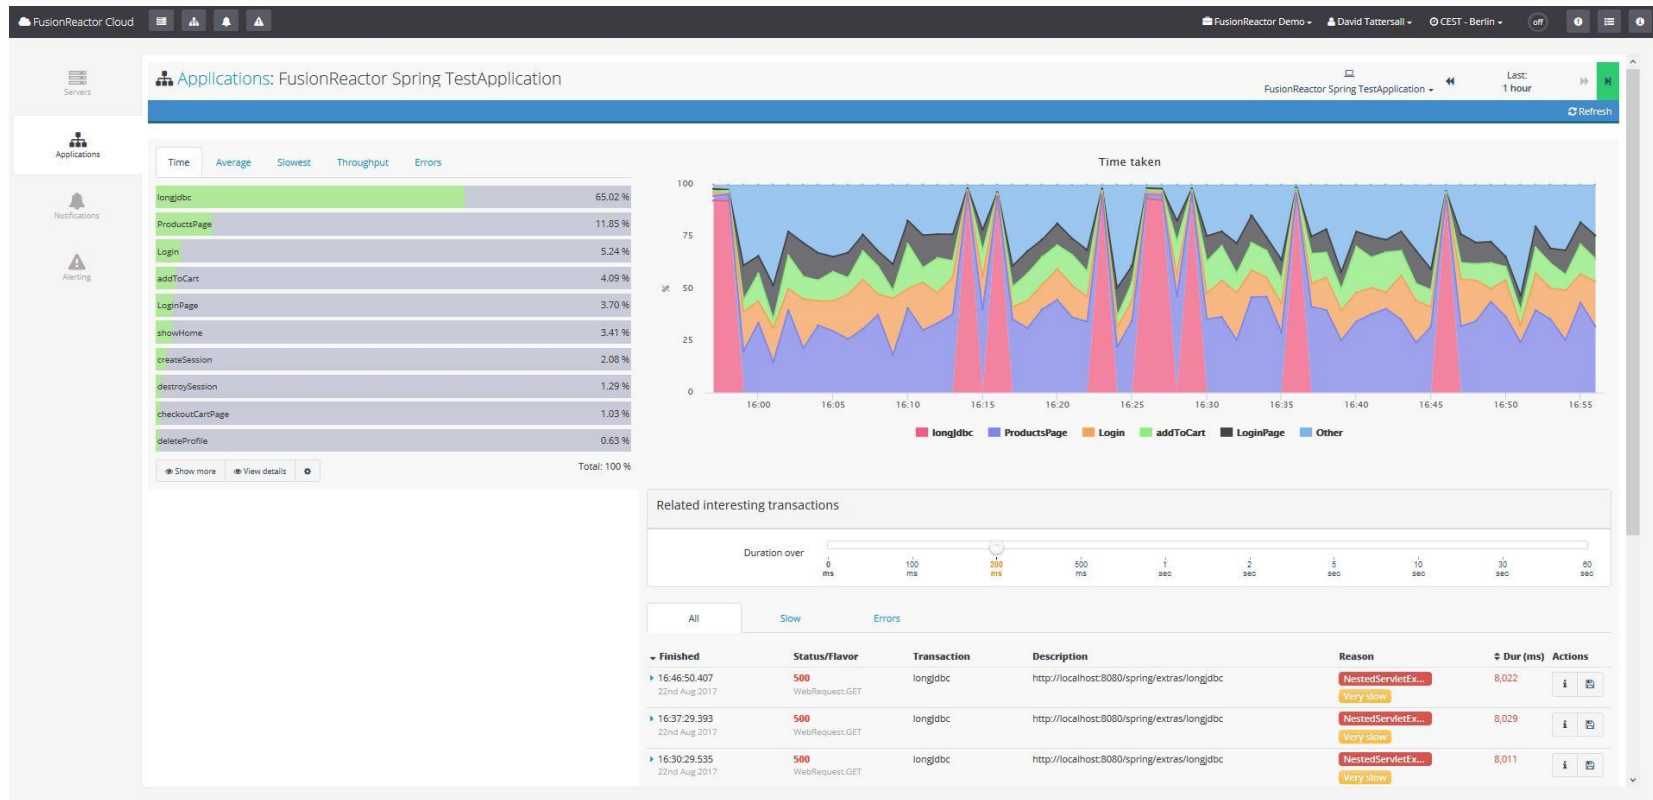 FusionReactor Cloud
FusionReactor Demo
David Tattersall
CEST - Berlin
off
Servers
Applications
Notifications
Alerting
Applications: FusionReactor Spring TestApplication
FusionReactor Spring TestApplication
Last:
1 hour
Refresh
Time Average Slowest Throughput Errors
longJdbc 65.02 %
ProductsPage 11.85 %
Login 5.24 %
addToCart 4.09 %
LoginPage 3.70 %
showHome 3.41 %
createSession 2.08 %
destroySession 1.29 %
checkoutCartPage 1.03 %
deleteProfile 0.63 %
Show more View details
Total: 100 %
Time taken
100
75
%
50
25
0
16:00 16:05 16:10 16:15 16:20 16:25 16:30 16:35 16:40 16:45 16:50 16:55
longJdbc ProductsPage Login addToCart LoginPage Other
Related interesting transactions
Duration over
0 ms
100 ms
200 ms
500 ms
1 sec
2 sec
5 sec
10 sec
30 sec
60 sec
All Slow Errors
Finished Status/Flavor Transaction Description Reason Dur (ms) Actions
16:46:50.407 500 longJdbc http://localhost:8080/spring/extras/longjdbc NestedServletEx... 8,022
22nd Aug 2017 WebRequest.GET Very slow
16:37:29.393 500 longJdbc http://localhost:8080/spring/extras/longjdbc NestedServletEx... 8,029
22nd Aug 2017 WebRequest.GET Very slow
16:30:29.535 500 longJdbc http://localhost:8080/spring/extras/longjdbc NestedServletEx... 8,011
22nd Aug 2017 WebRequest.GET Very slow